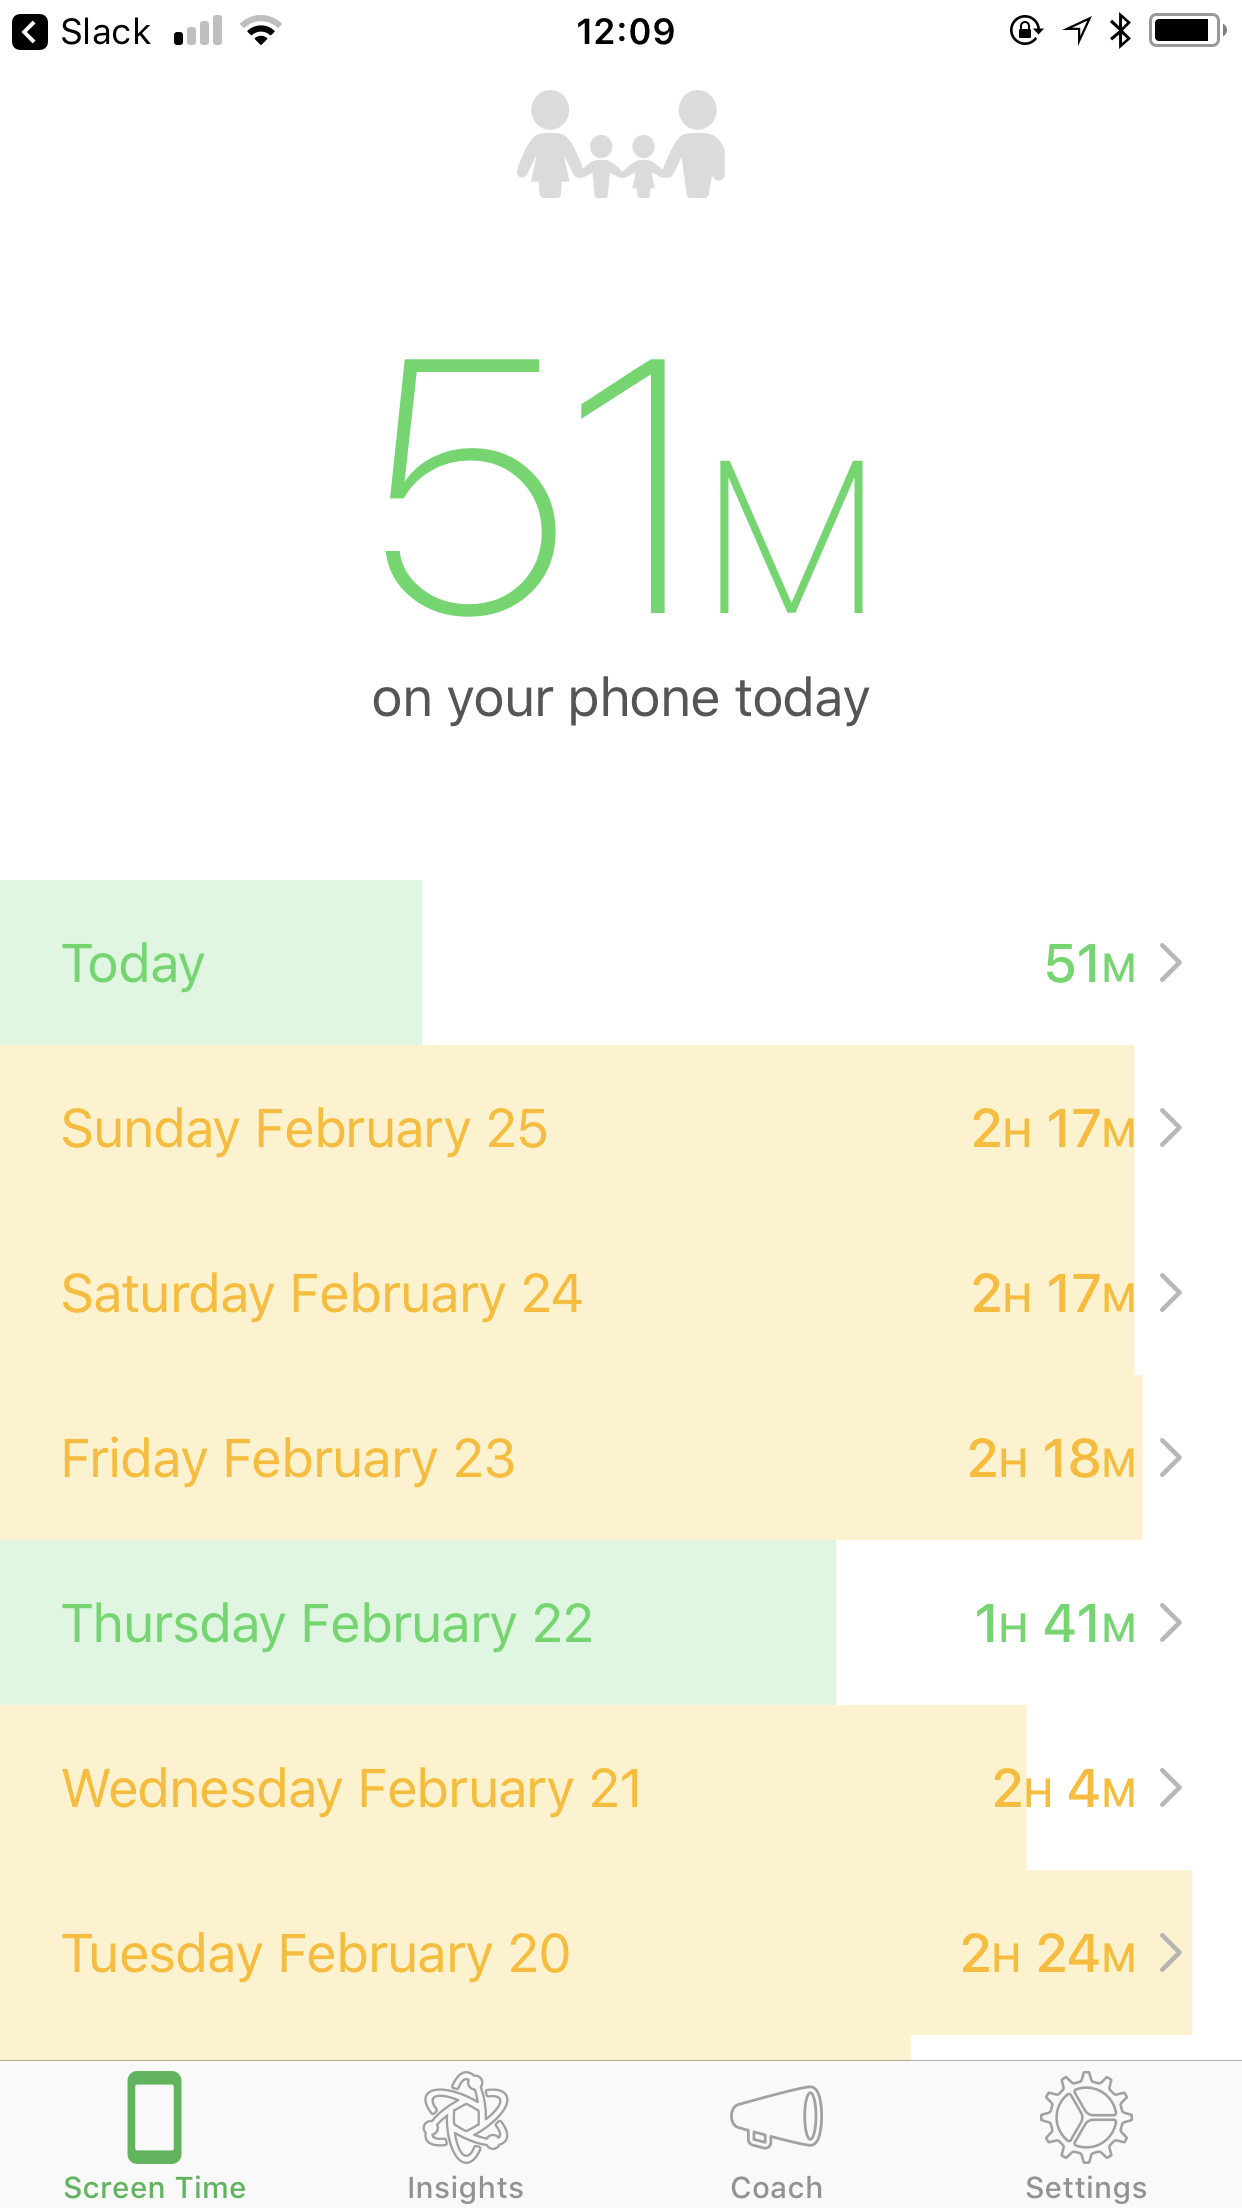 Slack 12:09
51M
on your phone today
Today 51M
Sunday February 25 2H 17M
Saturday February 24 2H 17M
Friday February 23 2H 18M
Thursday February 22 1H 41M
Wednesday February 21 2H 4M
Tuesday February 20 2H 24M
Screen Time Insights Coach Settings